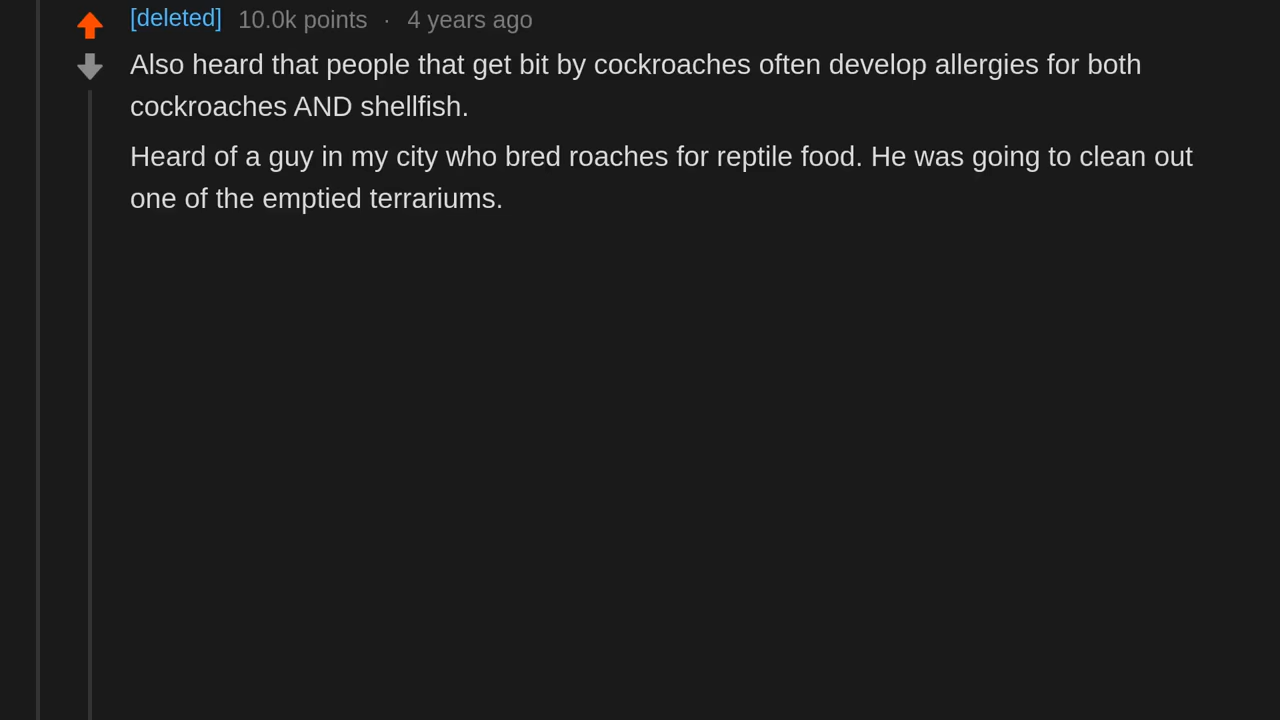 [deleted] 10.0k points · 4 years ago
Also heard that people that get bit by cockroaches often develop allergies for both
cockroaches AND shellfish.
Heard of a guy in my city who bred roaches for reptile food. He was going to clean out
one of the emptied terrariums.